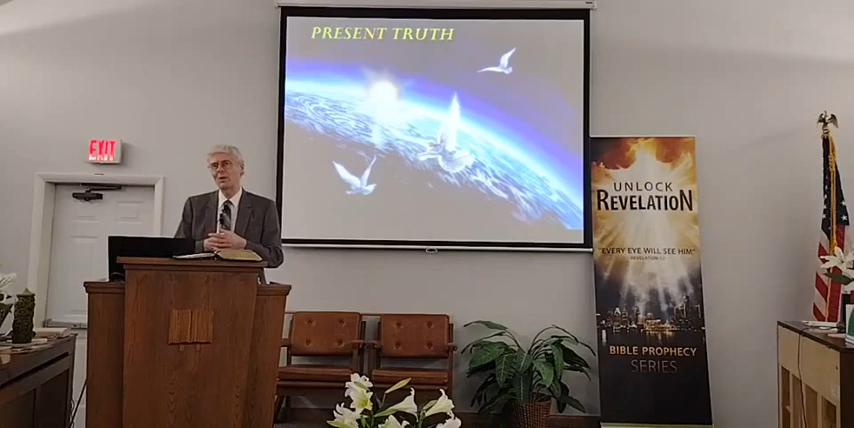 PRESENT TRUTH
EXIT
UNLOCK
REVELATION
"EVERY EYE WILL SEE HIM"
BIBLE PROPHECY
SERIES